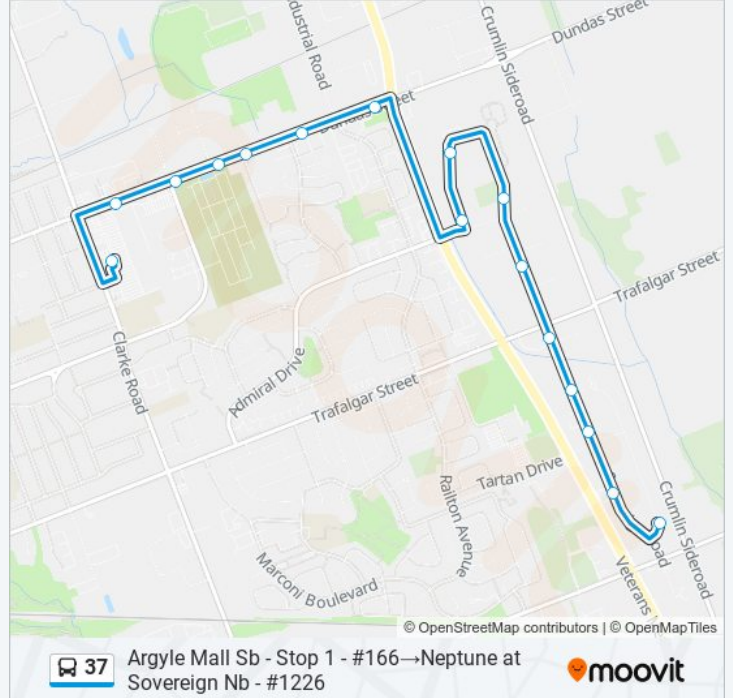 dustrial Road
Crumlin Sideroad
Dundas Street
Dundas Street
Trafalgar Street
Clarke Road
Admiral Drive
Trafalgar Street
Tartan Drive
Railton Avenue
Crumlin Sideroad
oad
Marconi Boulevard
Veterans
© OpenStreetMap contributors | © OpenMapTiles
37
Argyle Mall Sb - Stop 1 - #166→Neptune at
Sovereign Nb - #1226
moovit